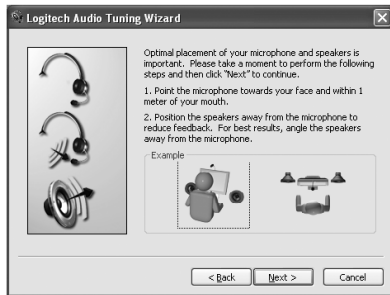 Logitech Audio Tuning Wizard
Optimal placement of your microphone and speakers is
important. Please take a moment to perform the following
steps and then click "Next" to continue.
1. Point the microphone towards your face and within 1
meter of your mouth.
2. Position the speakers away from the microphone to
reduce feedback. For best results, angle the speakers
away from the microphone.
Example
< Back
Next >
Cancel